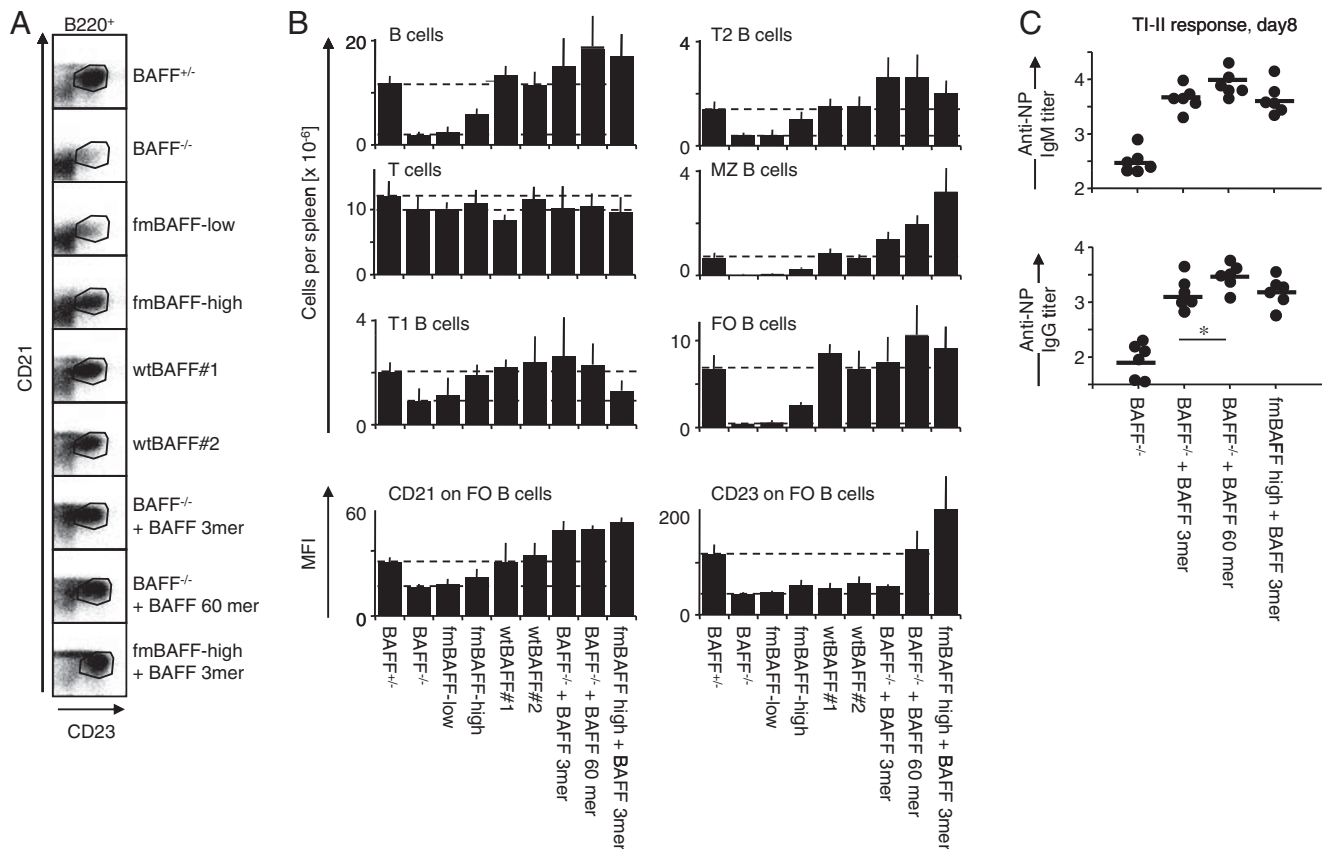 A
B220⁺
CD21
CD23
BAFF⁺/⁻
BAFF⁻/⁻
fmBAFF-low
fmBAFF-high
wtBAFF#1
wtBAFF#2
BAFF⁻/⁻
+ BAFF 3mer
BAFF⁻/⁻
+ BAFF 60 mer
fmBAFF-high
+ BAFF 3mer
B
Cells per spleen [x 10⁻⁶]
MFI
B cells
20
10
0
T2 B cells
4
2
0
T cells
10
0
MZ B cells
4
0
T1 B cells
4
0
FO B cells
10
0
CD21 on FO B cells
60
0
CD23 on FO B cells
200
0
BAFF⁺/⁻
BAFF⁻/⁻
fmBAFF-low
fmBAFF-high
wtBAFF#1
wtBAFF#2
BAFF⁻/⁻ + BAFF 3mer
BAFF⁻/⁻ + BAFF 60 mer
fmBAFF high + BAFF 3mer
BAFF⁺/⁻
BAFF⁻/⁻
fmBAFF-low
fmBAFF-high
wtBAFF#1
wtBAFF#2
BAFF⁻/⁻ + BAFF 3mer
BAFF⁻/⁻ + BAFF 60 mer
fmBAFF high + BAFF 3mer
C
TI-II response, day8
Anti-NP
IgM titer
4
3
2
Anti-NP
IgG titer
4
3
2
*
BAFF⁻/⁻
BAFF⁻/⁻ + BAFF 3mer
BAFF⁻/⁻ + BAFF 60 mer
fmBAFF high + BAFF 3mer